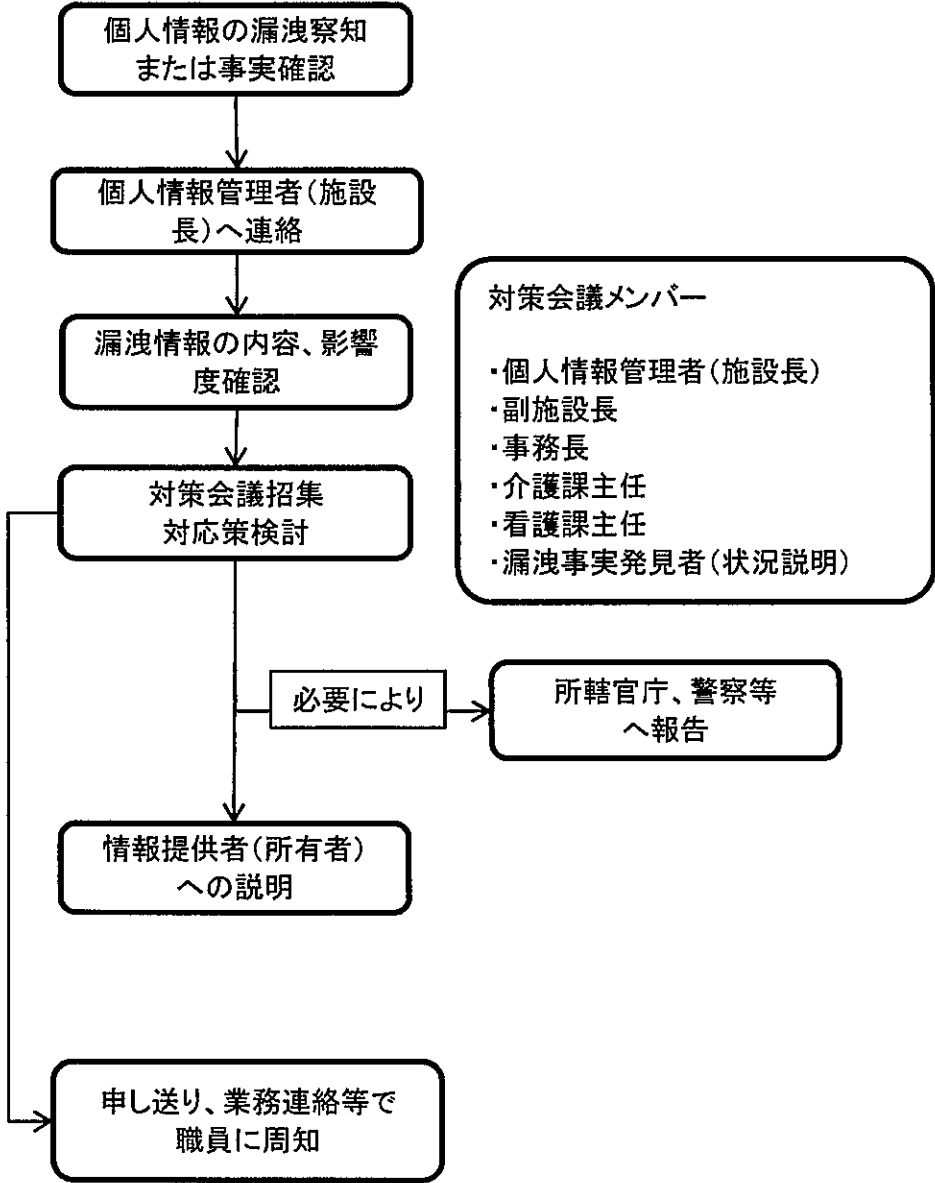 個人情報の漏洩察知
または事実確認
個人情報管理者(施設
長)へ連絡
漏洩情報の内容、影響
度確認
対策会議招集
対応策検討
対策会議メンバー
・個人情報管理者(施設長)
・副施設長
・事務長
・介護課主任
・看護課主任
・漏洩事実発見者(状況説明)
必要により
所轄官庁、警察等
へ報告
情報提供者(所有者)
への説明
申し送り、業務連絡等で
職員に周知